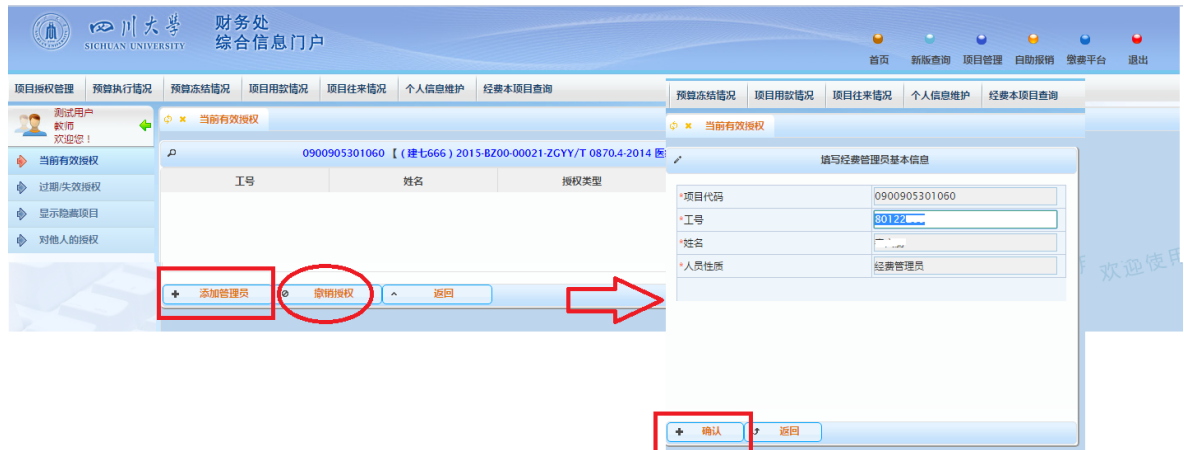 四川大学
SICHUAN UNIVERSITY
财务处
综合信息门户
首页 新版查询 项目管理 自助报销 缴费平台 退出
项目授权管理 预算执行情况 预算冻结情况 项目用款情况 项目往来情况 个人信息维护 经费本项目查询
测试用户
教师
欢迎您！
当前有效授权
当前有效授权
过期/失效授权
显示隐藏项目
对他人的授权
0900905301060 【（建七666）2015-BZ00-00021-ZGYY/T 0870.4-2014
工号 姓名 授权类型
添加管理员 撤销授权 返回
预算冻结情况 项目用款情况 项目往来情况 个人信息维护 经费本项目查询
当前有效授权
填写经费管理员基本信息
*项目代码 0900905301060
*工号 80122
*姓名
*人员性质 经费管理员
确认 返回
欢迎使用